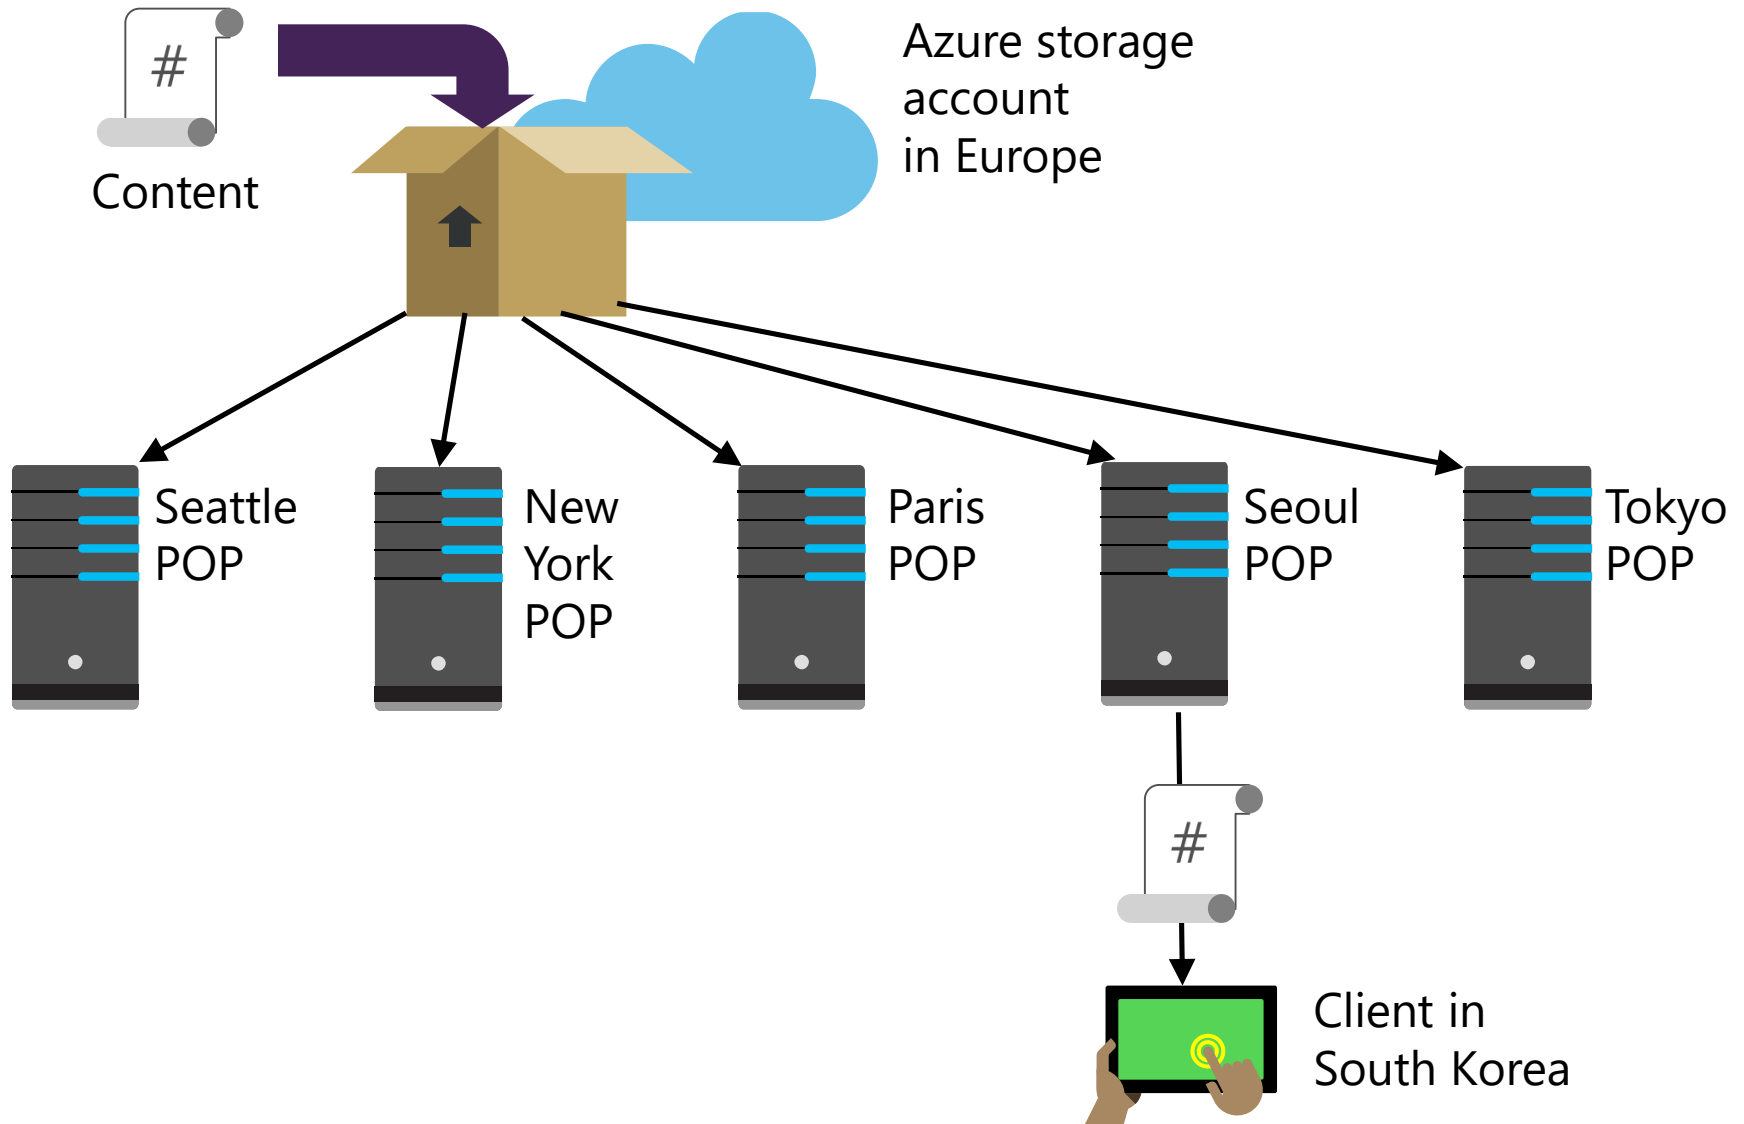 #
Content
Azure storage
account
in Europe
Seattle
POP
New
York
POP
Paris
POP
Seoul
POP
Tokyo
POP
#
Client in
South Korea